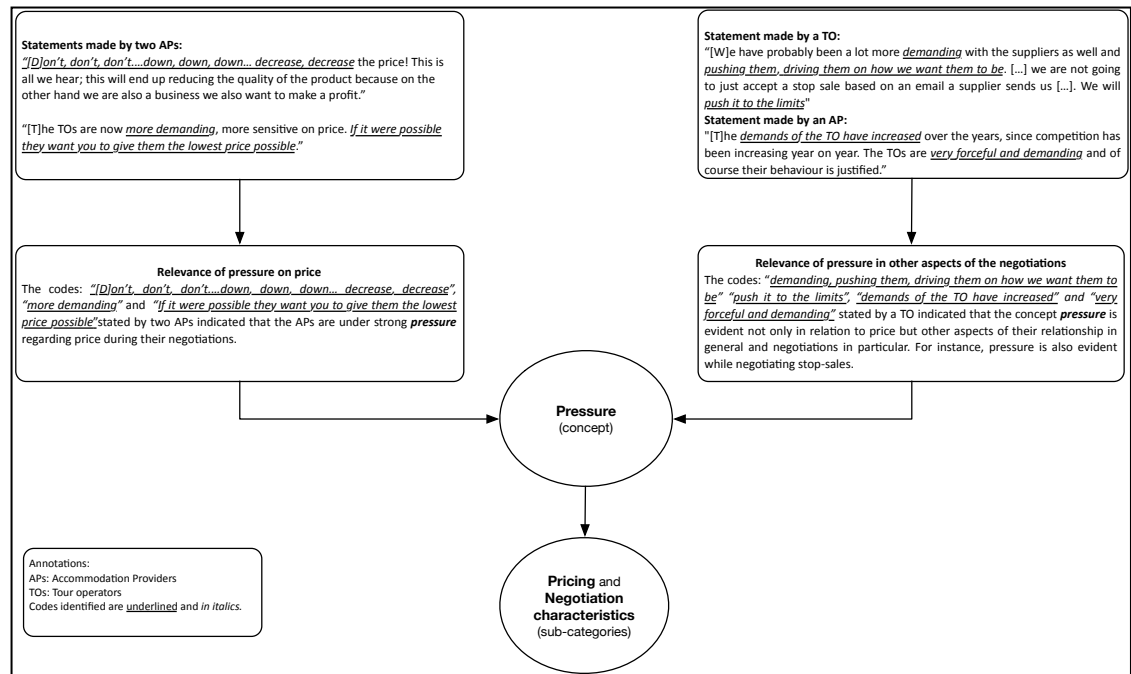 Statements made by two APs:
“[D]on’t, don’t, don’t….down, down, down… decrease, decrease the price! This is
all we hear; this will end up reducing the quality of the product because on the
other hand we are also a business we also want to make a profit.”
“[T]he TOs are now more demanding, more sensitive on price. If it were possible
they want you to give them the lowest price possible.”
Statement made by a TO:
“[W]e have probably been a lot more demanding with the suppliers as well and
pushing them, driving them on how we want them to be. […] we are not going
to just accept a stop sale based on an email a supplier sends us […]. We will
push it to the limits"
Statement made by an AP:
"[T]he demands of the TO have increased over the years, since competition has
been increasing year on year. The TOs are very forceful and demanding and of
course their behaviour is justified.”
Relevance of pressure on price
The codes: “[D]on’t, don’t, don’t….down, down, down… decrease, decrease”,
“more demanding” and “If it were possible they want you to give them the lowest
price possible”stated by two APs indicated that the APs are under strong pressure
regarding price during their negotiations.
Relevance of pressure in other aspects of the negotiations
The codes: “demanding, pushing them, driving them on how we want them to
be” “push it to the limits”, “demands of the TO have increased” and “very
forceful and demanding” stated by a TO indicated that the concept pressure is
evident not only in relation to price but other aspects of their relationship in
general and negotiations in particular. For instance, pressure is also evident
while negotiating stop-sales.
Pressure
(concept)
Pricing and
Negotiation
characteristics
(sub-categories)
Annotations:
APs: Accommodation Providers
TOs: Tour operators
Codes identified are underlined and in italics.